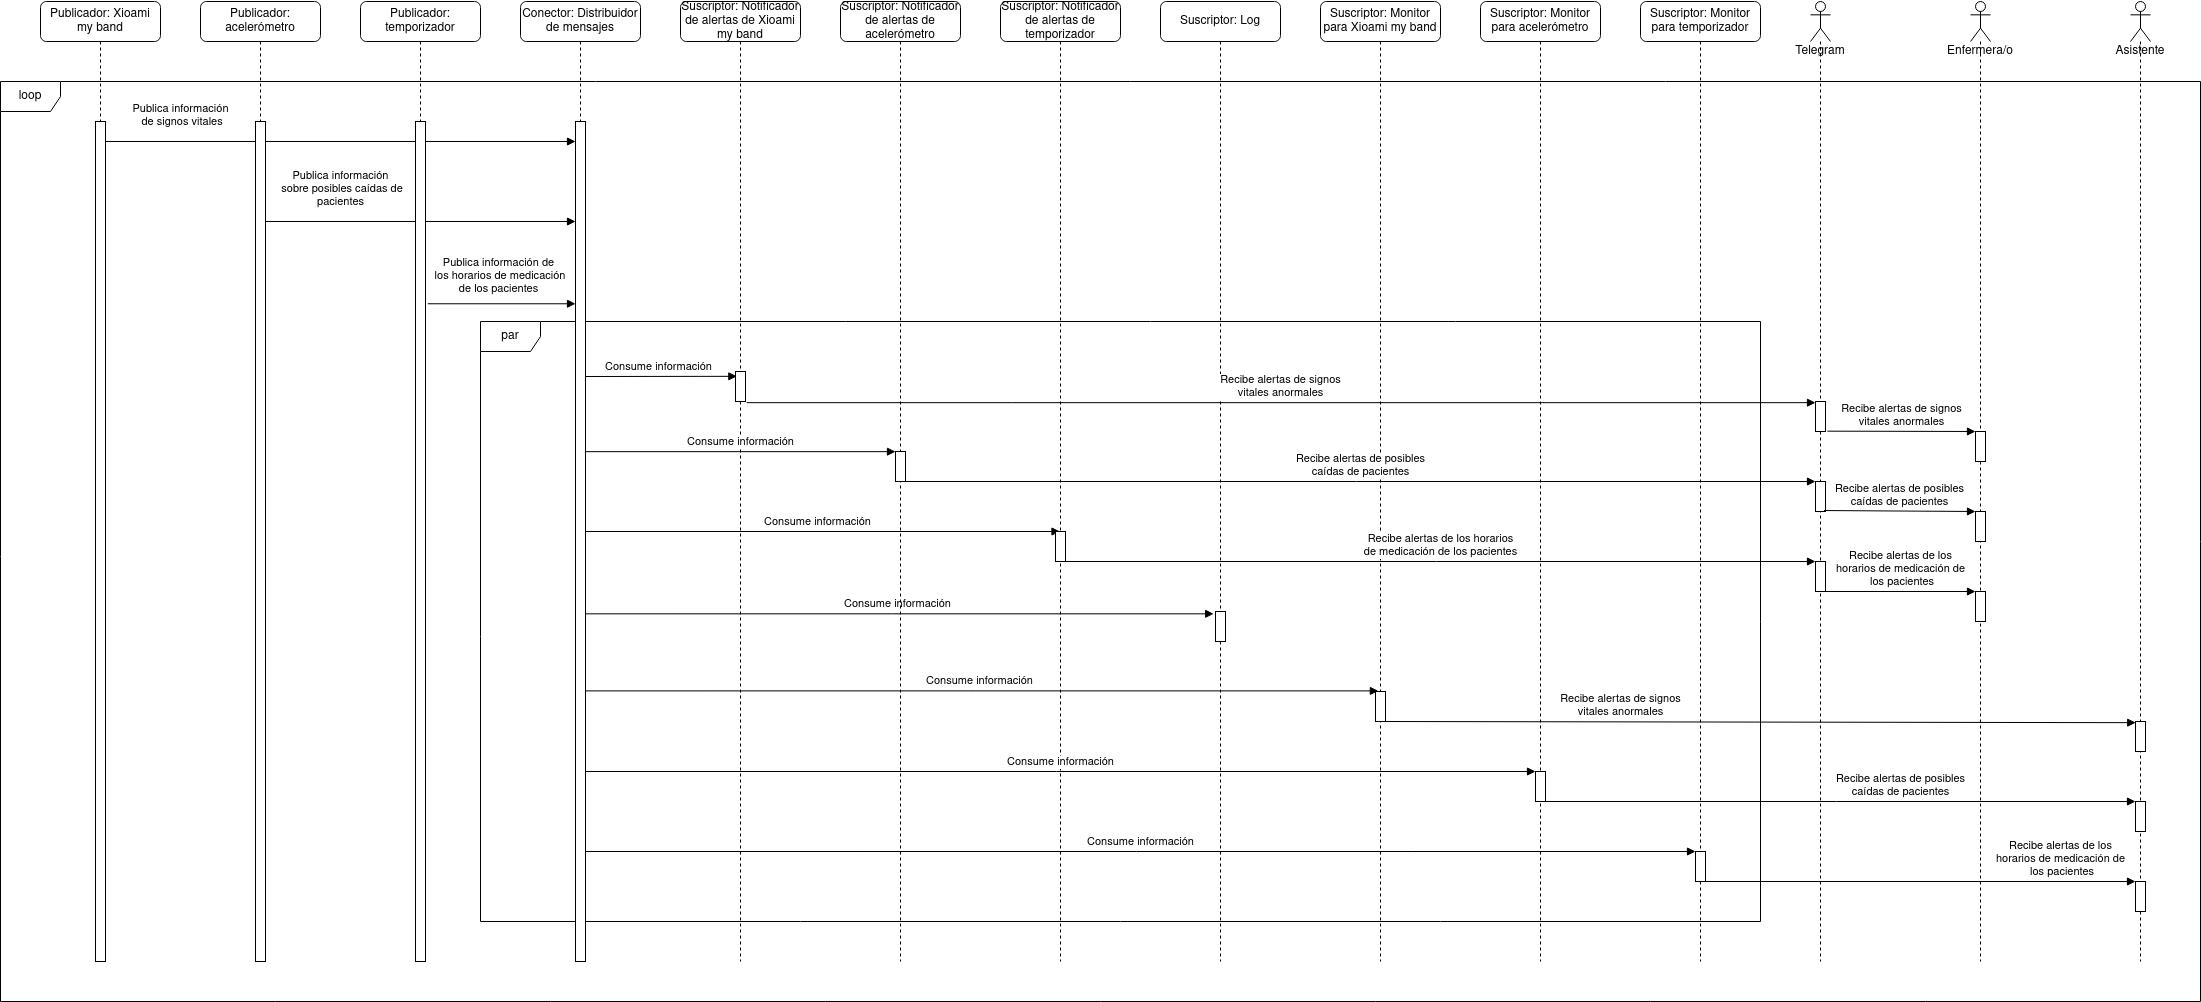 Publicador: Xioami
my band
Publicador:
acelerómetro
Publicador:
temporizador
Conector: Distribuidor
de mensajes
Suscriptor: Notificador
de alertas de Xioami
my band
Suscriptor: Notificador
de alertas de
acelerómetro
Suscriptor: Notificador
de alertas de
temporizador
Suscriptor: Log
Suscriptor: Monitor
para Xioami my band
Suscriptor: Monitor
para acelerómetro
Suscriptor: Monitor
para temporizador
Telegram
Enfermera/o
Asistente
loop
Publica información
de signos vitales
Publica información
sobre posibles caídas de
pacientes
Publica información de
los horarios de medicación
de los pacientes
par
Consume información
Recibe alertas de signos
vitales anormales
Recibe alertas de signos
vitales anormales
Consume información
Recibe alertas de posibles
caídas de pacientes
Recibe alertas de posibles
caídas de pacientes
Consume información
Recibe alertas de los horarios
de medicación de los pacientes
Recibe alertas de los
horarios de medicación de
los pacientes
Consume información
Consume información
Recibe alertas de signos
vitales anormales
Consume información
Recibe alertas de posibles
caídas de pacientes
Consume información
Recibe alertas de los
horarios de medicación de
los pacientes